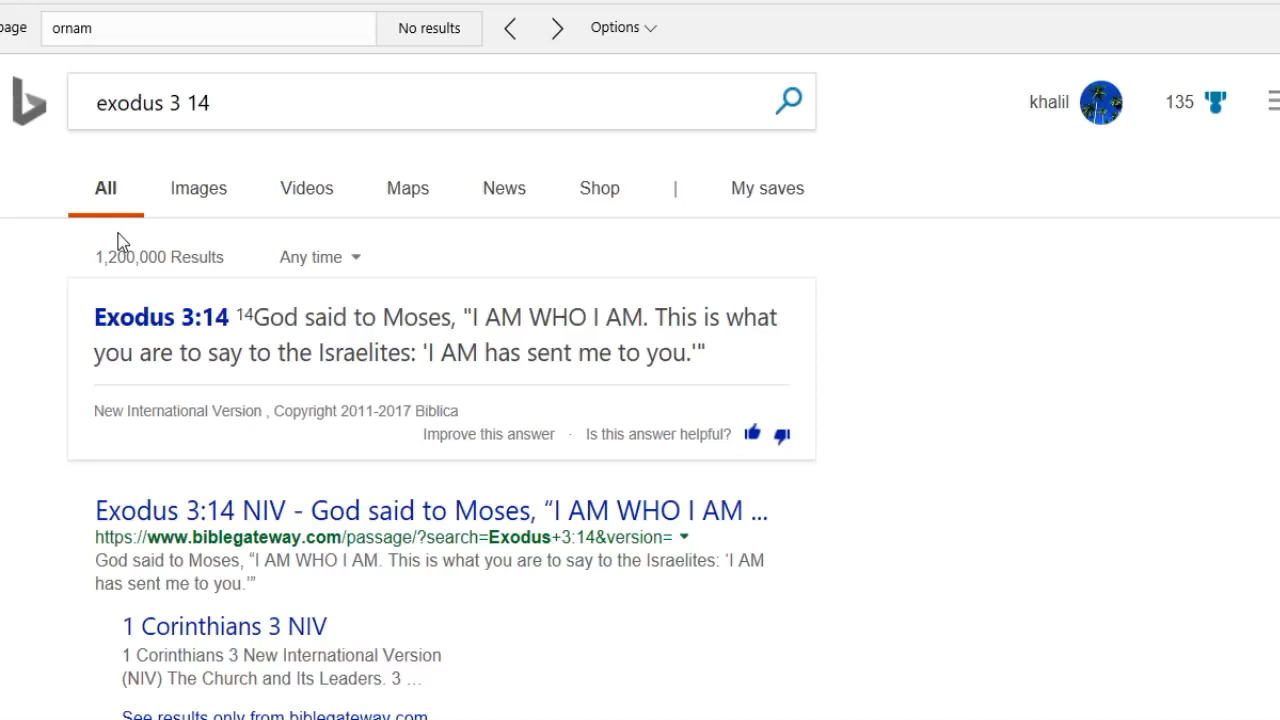 page ornam No results Options
exodus 3 14
khalil 135
All Images Videos Maps News Shop | My saves
1,200,000 Results Any time
Exodus 3:14 14God said to Moses, "I AM WHO I AM. This is what
you are to say to the Israelites: 'I AM has sent me to you.'"
New International Version , Copyright 2011-2017 Biblica
Improve this answer · Is this answer helpful?
Exodus 3:14 NIV - God said to Moses, “I AM WHO I AM ...
https://www.biblegateway.com/passage/?search=Exodus+3:14&version=
God said to Moses, “I AM WHO I AM. This is what you are to say to the Israelites: 'I AM
has sent me to you.'”
1 Corinthians 3 NIV
1 Corinthians 3 New International Version
(NIV) The Church and Its Leaders. 3 ...
See results only from biblegateway.com